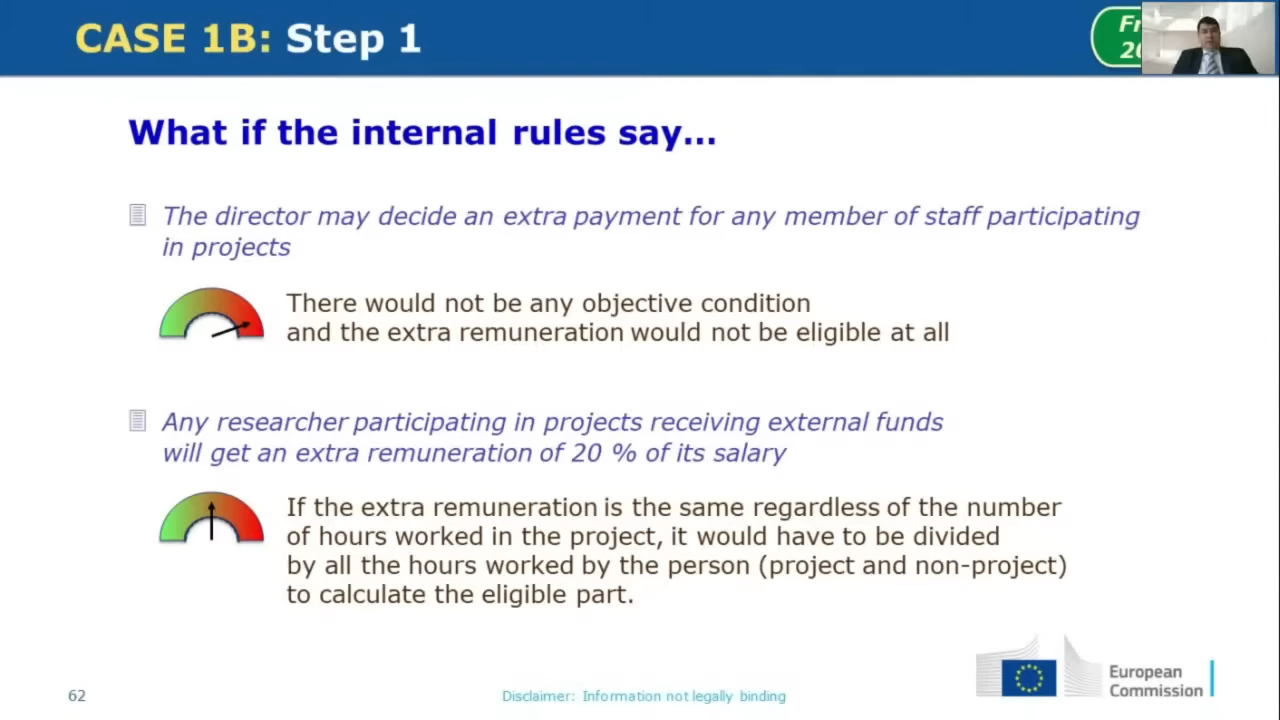 CASE 1B: Step 1
What if the internal rules say...
The director may decide an extra payment for any member of staff participating
in projects
There would not be any objective condition
and the extra remuneration would not be eligible at all
Any researcher participating in projects receiving external funds
will get an extra remuneration of 20 % of its salary
If the extra remuneration is the same regardless of the number
of hours worked in the project, it would have to be divided
by all the hours worked by the person (project and non-project)
to calculate the eligible part.
62
Disclaimer: Information not legally binding
European
Commission